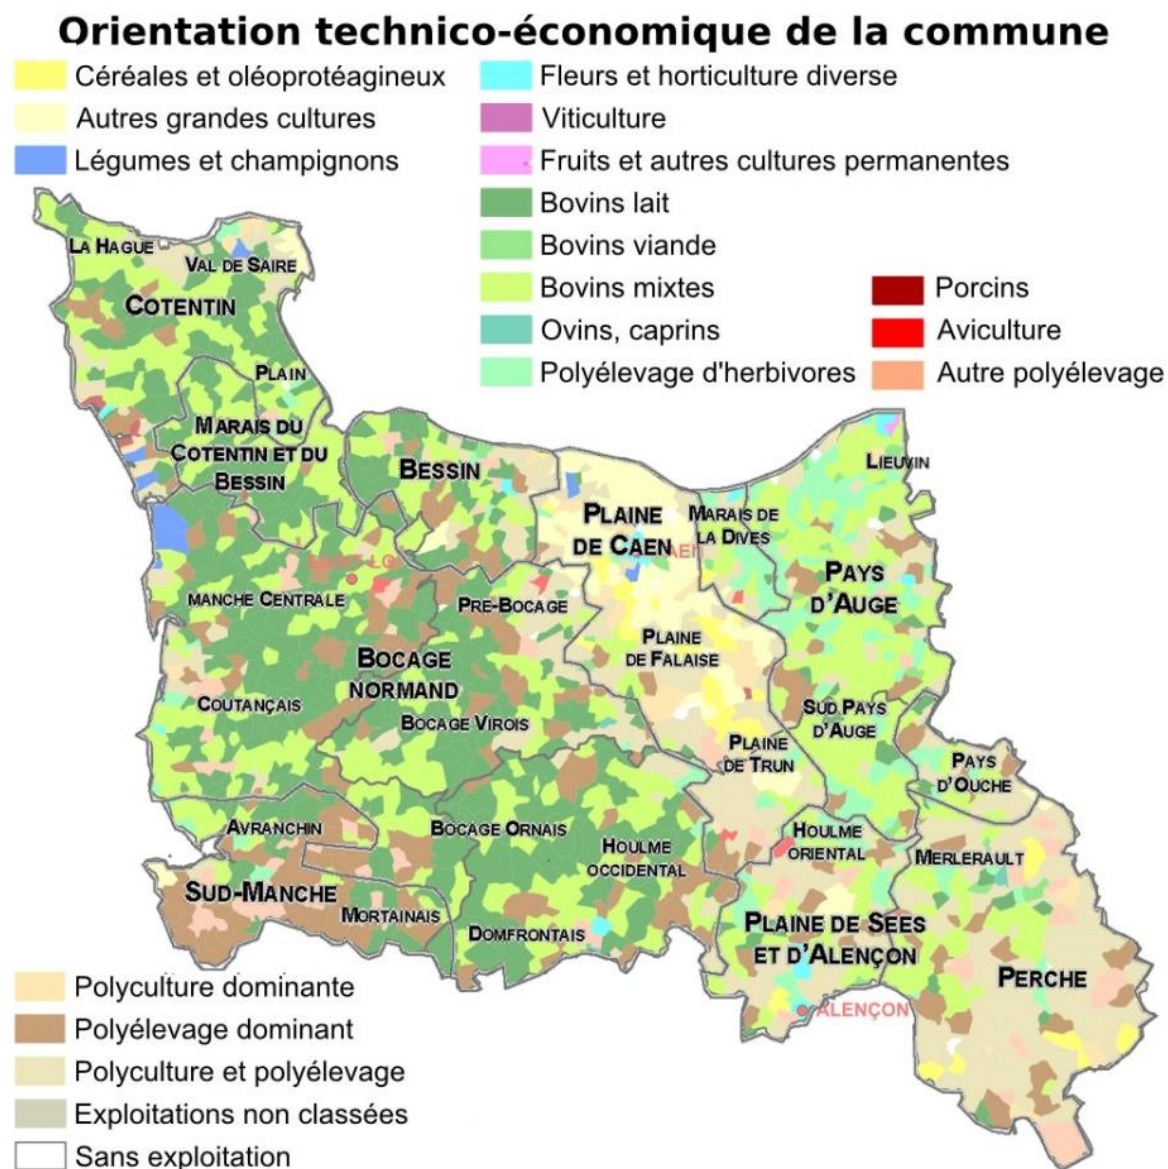 Orientation technico-économique de la commune
Céréales et oléoprotéagineux
Autres grandes cultures
Légumes et champignons
Fleurs et horticulture diverse
Viticulture
Fruits et autres cultures permanentes
Bovins lait
Bovins viande
Bovins mixtes
Ovins, caprins
Polyélevage d'herbivores
Porcins
Aviculture
Autre polyélevage
LA HAGUE
VAL DE SAIRE
COTENTIN
PLAIN
MARAIS DU
COTENTIN ET DU
BESSIN
BESSIN
LIEUVIN
PLAINE
DE CAEN
MARAIS DE
LA DIVES
PAYS
D'AUGE
MANCHE CENTRALE
PRE-BOCAGE
PLAINE
DE FALAISE
BOCAGE
NORMAND
COUTANÇAIS
BOCAGE VIROIS
SUD PAYS
D'AUGE
PLAINE
DE TRUN
PAYS
D'OUCHE
AVRANCHIN
BOCAGE ORNAIS
HOULME
OCCIDENTAL
HOULME
ORIENTAL
MERLERAULT
SUD-MANCHE
MORTAINAIS
DOMFRONTAIS
PLAINE DE SEES
ET D'ALENÇON
PERCHE
ALENÇON
Polyculture dominante
Polyélevage dominant
Polyculture et polyélevage
Exploitations non classées
Sans exploitation